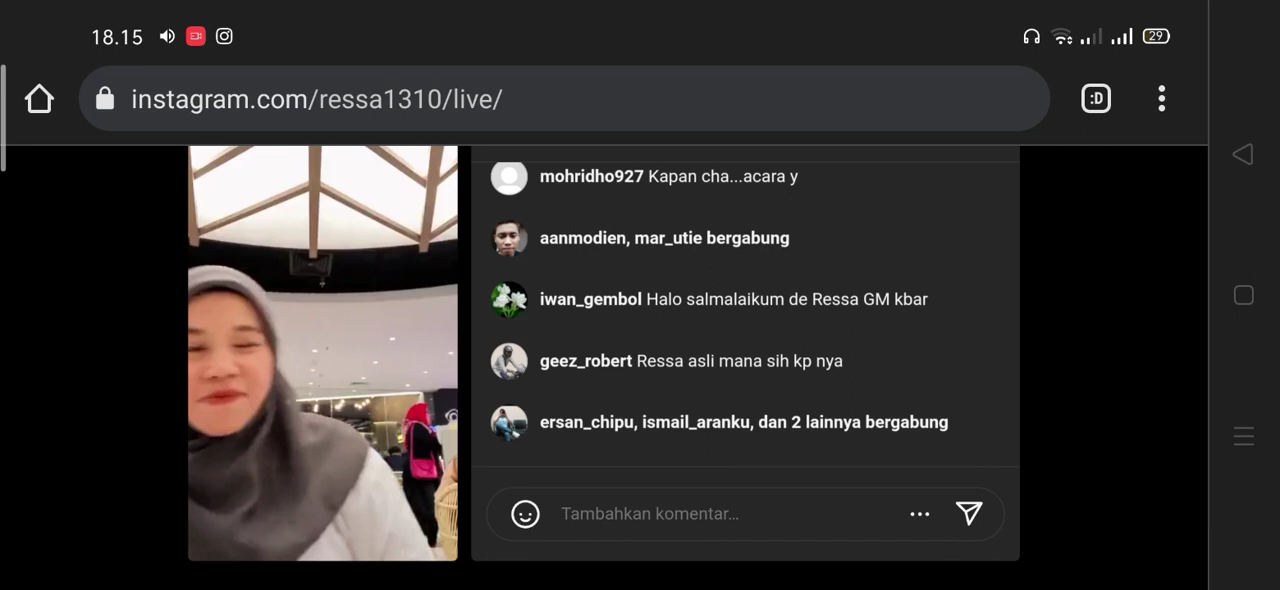 18.15
29
instagram.com/ressa1310/live/
:D
mohridho927 Kapan cha...acara y
aanmodien, mar_utie bergabung
iwan_gembol Halo salmalaikum de Ressa GM kbar
geez_robert Ressa asli mana sih kp nya
ersan_chipu, ismail_aranku, dan 2 lainnya bergabung
Tambahkan komentar...